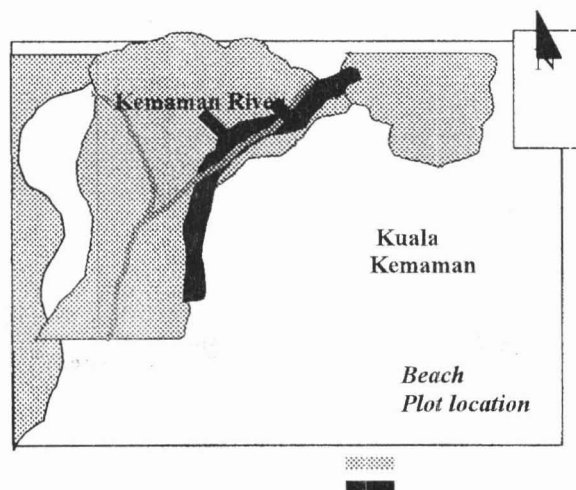 N
Kemaman River
Kuala
Kemaman
Beach
Plot location